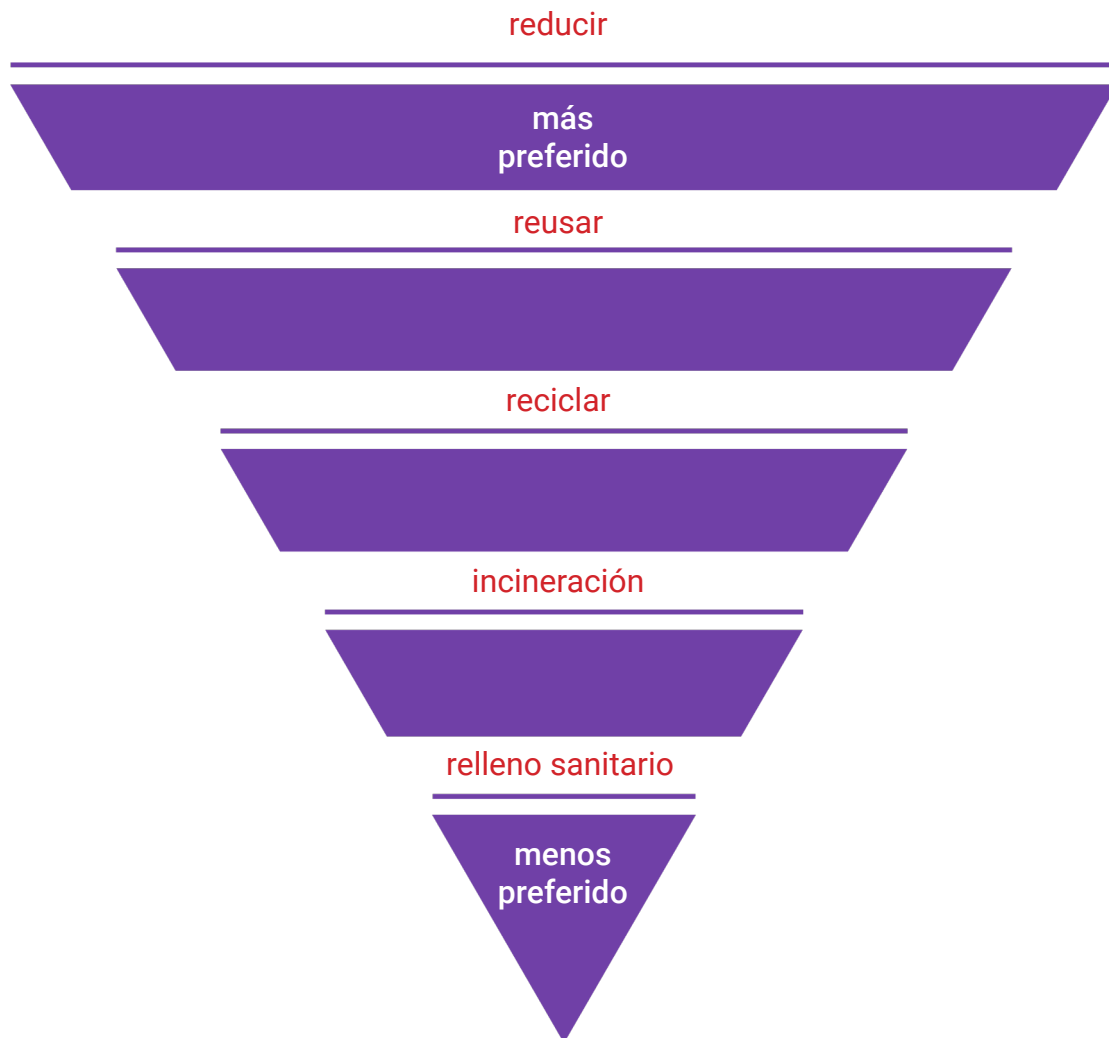 reducir
más
preferido
reusar
reciclar
incineración
relleno sanitario
menos
preferido